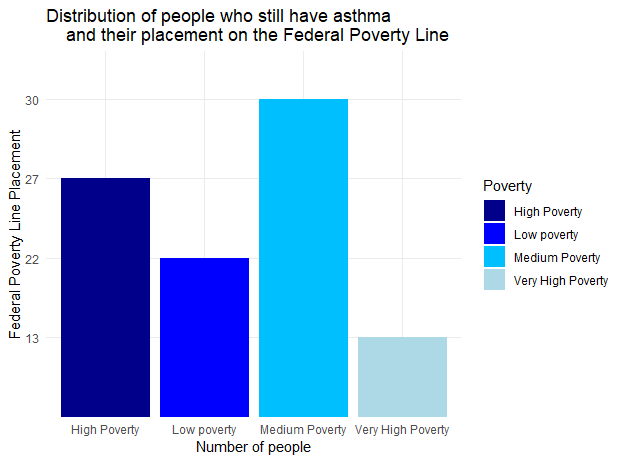 Distribution of people who still have asthma
and their placement on the Federal Poverty Line
Federal Poverty Line Placement
30
27
22
13
High Poverty
Low poverty
Medium Poverty
Very High Poverty
Number of people
Poverty
High Poverty
Low poverty
Medium Poverty
Very High Poverty